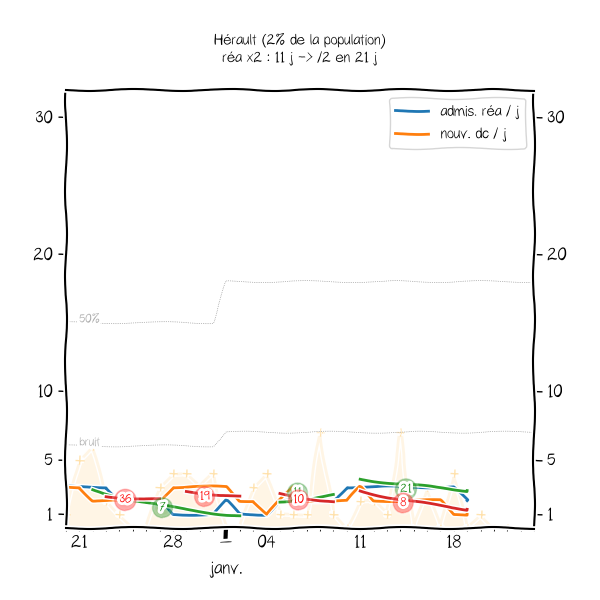 Hérault (2% de la population)
réa x2 : 11 j -> /2 en 21 j
admis. réa / j
nouv. dc / j
30 30
20 20
50%
10 10
bruit
5 5
36 7 19 11 10 21 8
1 1
21 28 1 04 11 18
janv.